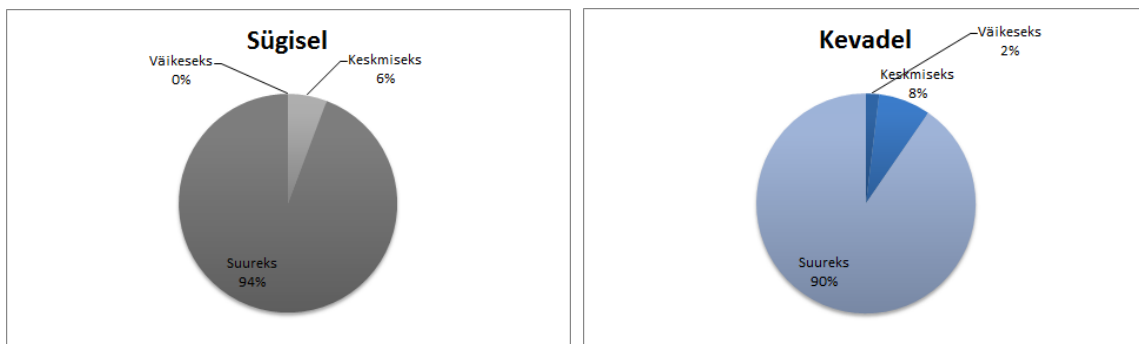 Sügisel
Väikeseks
0%
Keskmiseks
6%
Suureks
94%
Kevadel
Väikeseks
2%
Keskmiseks
8%
Suureks
90%